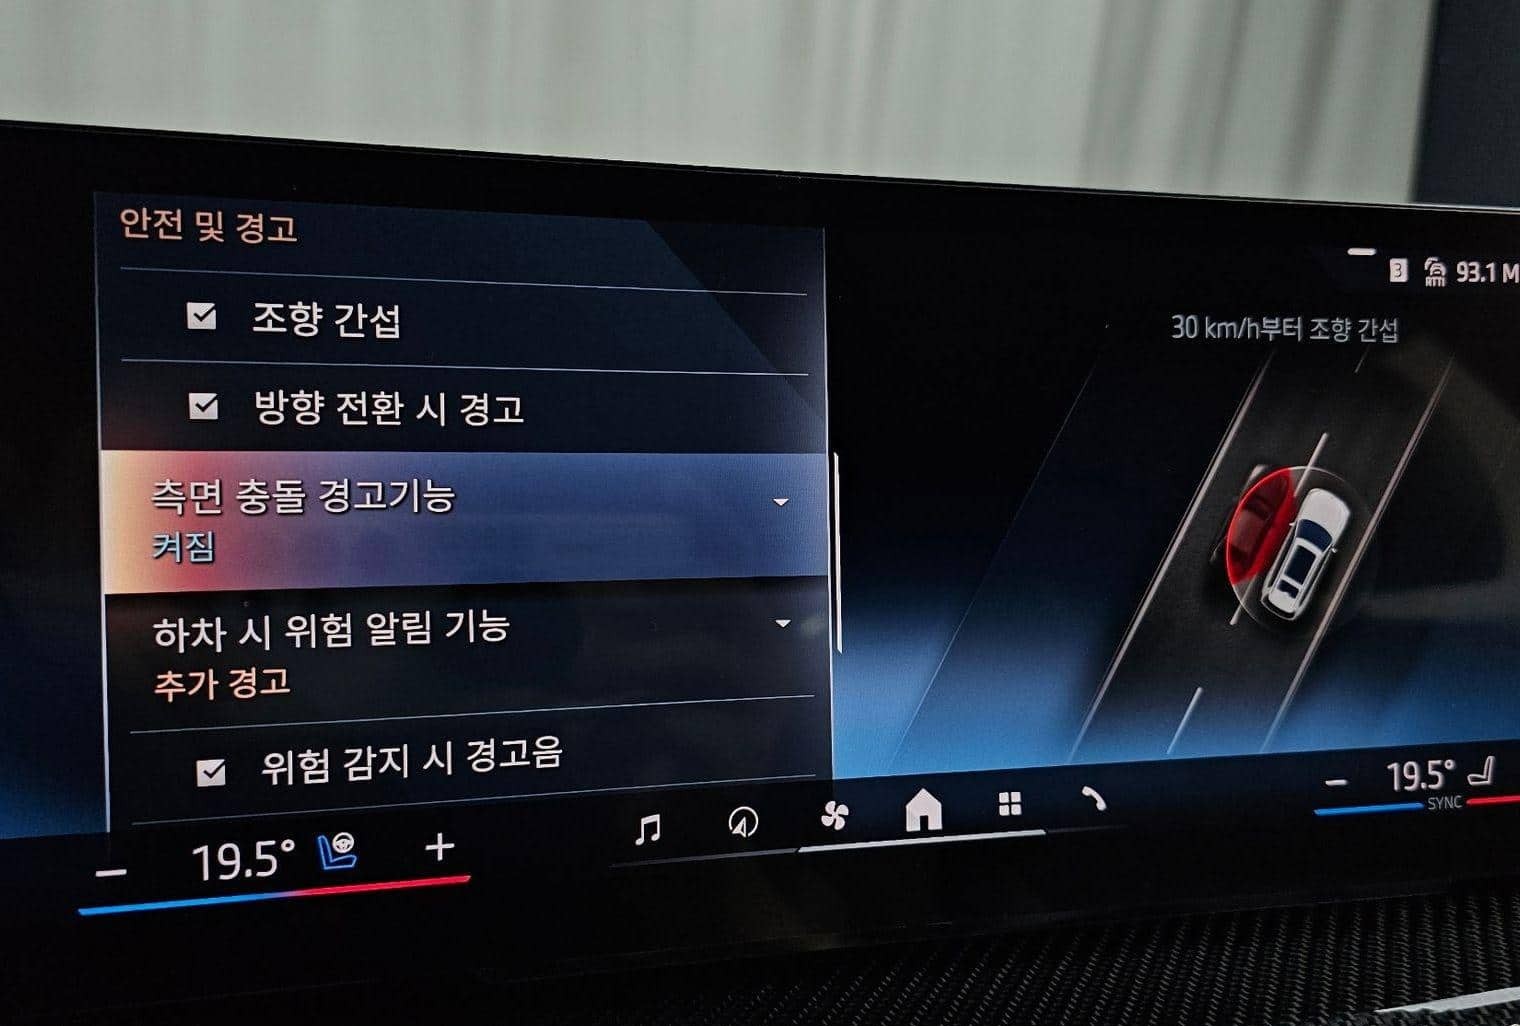 안전 및 경고
조향 간섭
방향 전환 시 경고
측면 충돌 경고기능
켜짐
하차 시 위험 알림 기능
추가 경고
위험 감지 시 경고음
3 93.1 M
30 km/h부터 조향 간섭
19.5°
19.5°
SYNC